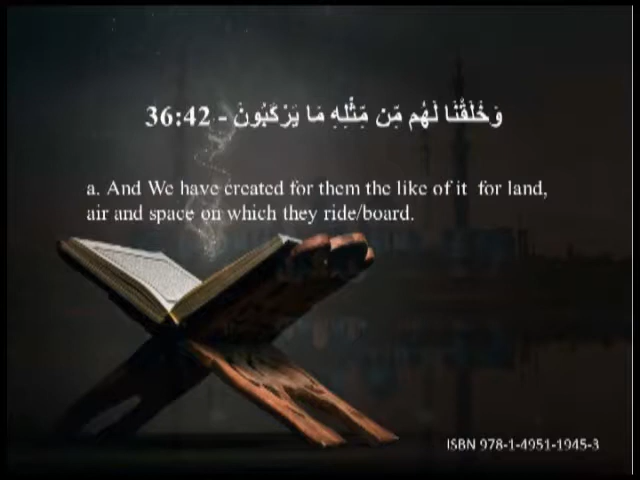 وَخَلَقْنَا لَهُم مِّن مِّثْلِهِ مَا يَرْكَبُونَ - 36:42
a. And We have created for them the like of it for land,
air and space on which they ride/board.
ISBN 978-1-4951-1945-3